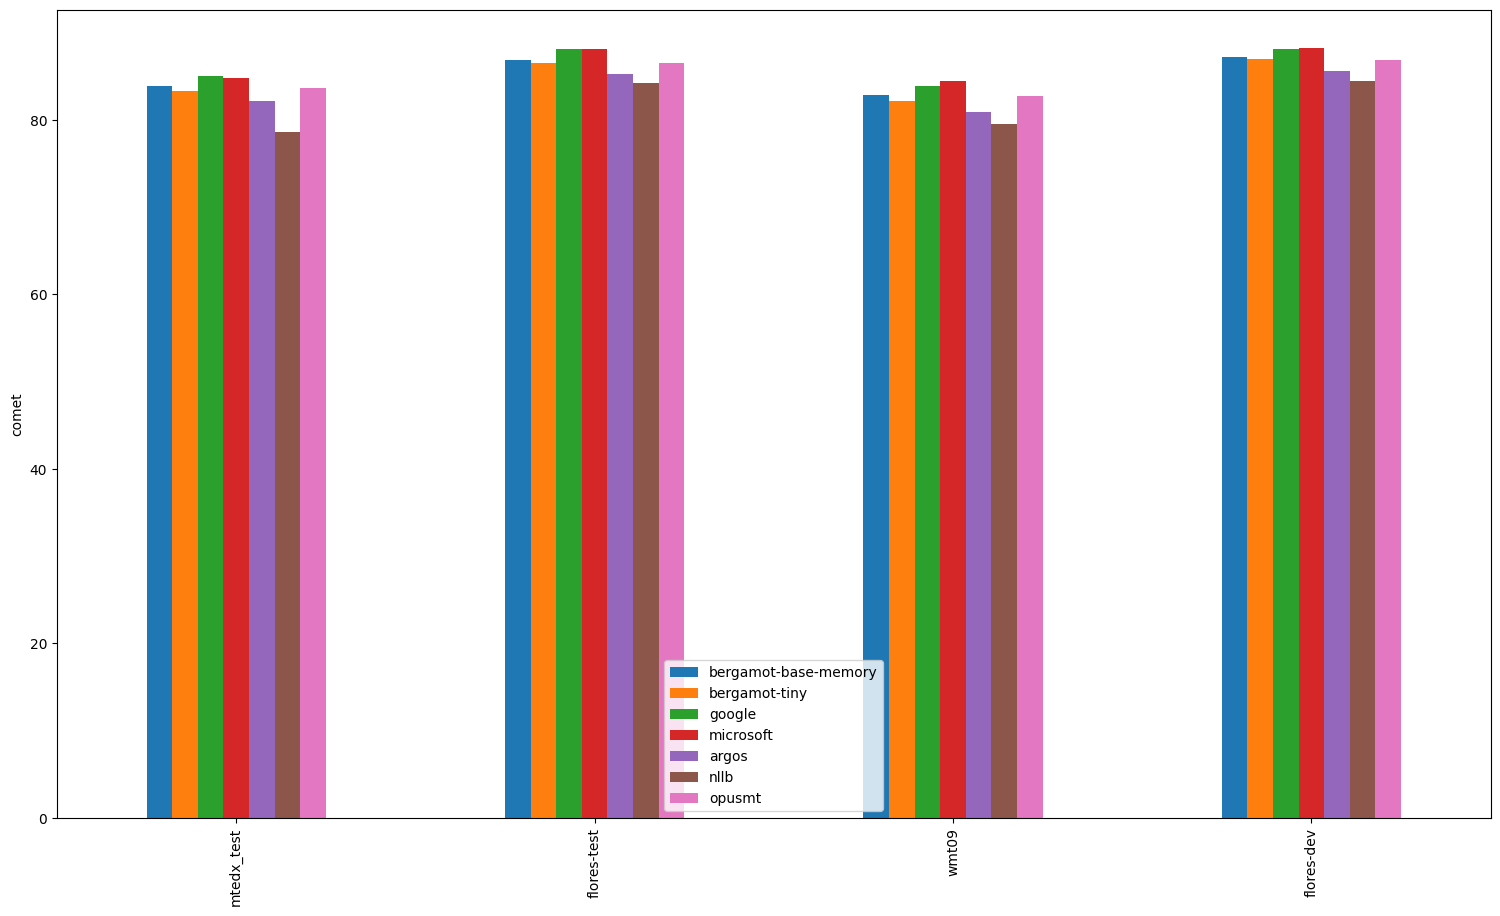 comet
80
60
40
20
0
bergamot-base-memory
bergamot-tiny
google
microsoft
argos
nllb
opusmt
mtedx_test
flores-test
wmt09
flores-dev